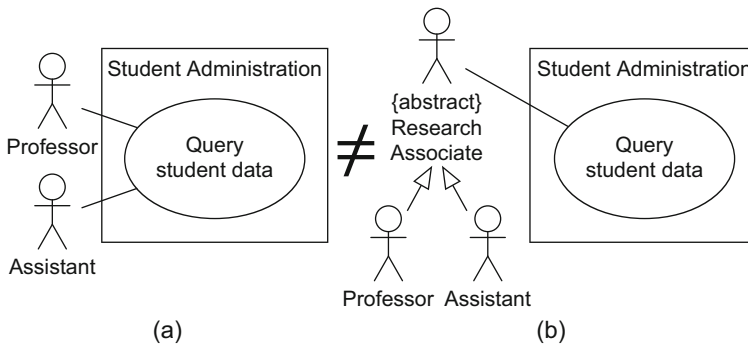 Student Administration
Professor
Query
student data
Assistant
(a)
≠
{abstract}
Research
Associate
Professor
Assistant
Student Administration
Query
student data
(b)